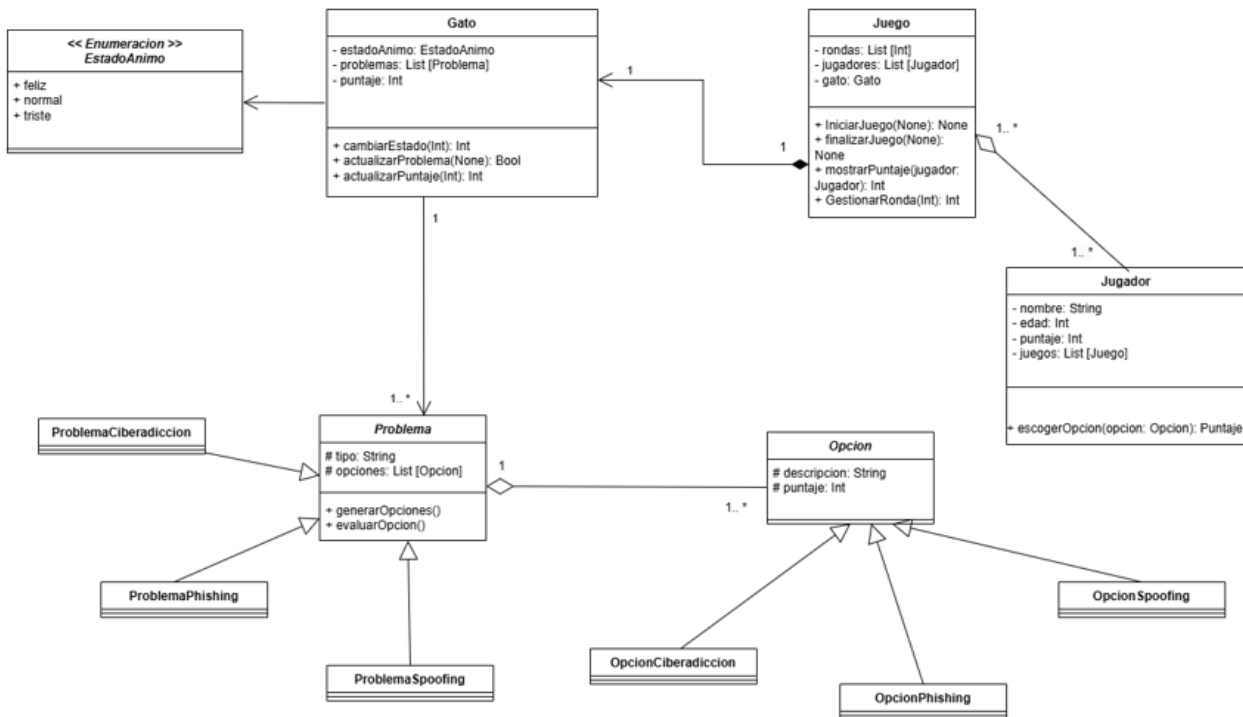 << Enumeracion >>
EstadoAnimo
+ feliz
+ normal
+ triste
Gato
- estadoAnimo: EstadoAnimo
- problemas: List [Problema]
- puntaje: Int
+ cambiarEstado(Int): Int
+ actualizarProblema(None): Bool
+ actualizarPuntaje(Int): Int
Juego
- rondas: List [Int]
- jugadores: List [Jugador]
- gato: Gato
+ IniciarJuego(None): None
+ finalizarJuego(None):
None
+ mostrarPuntaje(jugador:
Jugador): Int
+ GestionarRonda(Int): Int
1
1
1.. *
1.. *
Jugador
- nombre: String
- edad: Int
- puntaje: Int
- juegos: List [Juego]
+ escogerOpcion(opcion: Opcion): Puntaje
1
1.. *
Problema
# tipo: String
# opciones: List [Opcion]
+ generarOpciones()
+ evaluarOpcion()
1
1.. *
Opcion
# descripcion: String
# puntaje: Int
ProblemaCiberadiccion
ProblemaPhishing
ProblemaSpoofing
OpcionCiberadiccion
OpcionPhishing
OpcionSpoofing